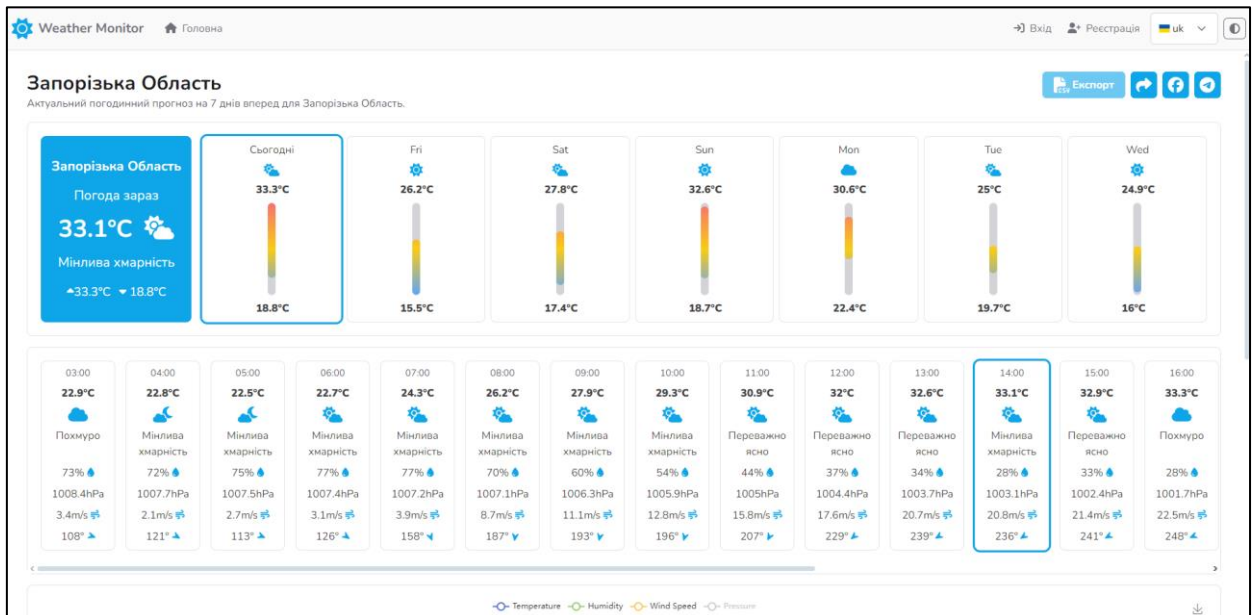 Weather Monitor Головна Вхід Реєстрація uk
Запорізька Область
Експорт
Актуальний погодинний прогноз на 7 днів вперед для Запорізька Область.
Запорізька Область
Погода зараз
33.1°C
Мінлива хмарність
33.3°C 18.8°C
Сьогодні Fri Sat Sun Mon Tue Wed
33.3°C 26.2°C 27.8°C 32.6°C 30.6°C 25°C 24.9°C
18.8°C 15.5°C 17.4°C 18.7°C 22.4°C 19.7°C 16°C
03:00 04:00 05:00 06:00 07:00 08:00 09:00 10:00 11:00 12:00 13:00 14:00 15:00 16:00
22.9°C 22.8°C 22.5°C 22.7°C 24.3°C 26.2°C 27.9°C 29.3°C 30.9°C 32°C 32.6°C 33.1°C 32.9°C 33.3°C
Похмуро Мінлива Мінлива Мінлива Мінлива Мінлива Мінлива Мінлива Переважно Переважно Переважно Мінлива Переважно Похмуро
хмарність хмарність хмарність хмарність хмарність хмарність хмарність ясно ясно ясно хмарність ясно
73% 72% 75% 77% 77% 70% 60% 54% 44% 37% 34% 28% 33% 28%
1008.4hPa 1007.7hPa 1007.5hPa 1007.4hPa 1007.2hPa 1007.1hPa 1006.3hPa 1005.9hPa 1005hPa 1004.4hPa 1003.7hPa 1003.1hPa 1002.4hPa 1001.7hPa
3.4m/s 2.1m/s 2.7m/s 3.1m/s 3.9m/s 8.7m/s 11.1m/s 12.8m/s 15.8m/s 17.6m/s 20.7m/s 20.8m/s 21.4m/s 22.5m/s
108° 121° 113° 126° 158° 187° 193° 196° 207° 229° 239° 236° 241° 248°
Temperature Humidity Wind Speed Pressure